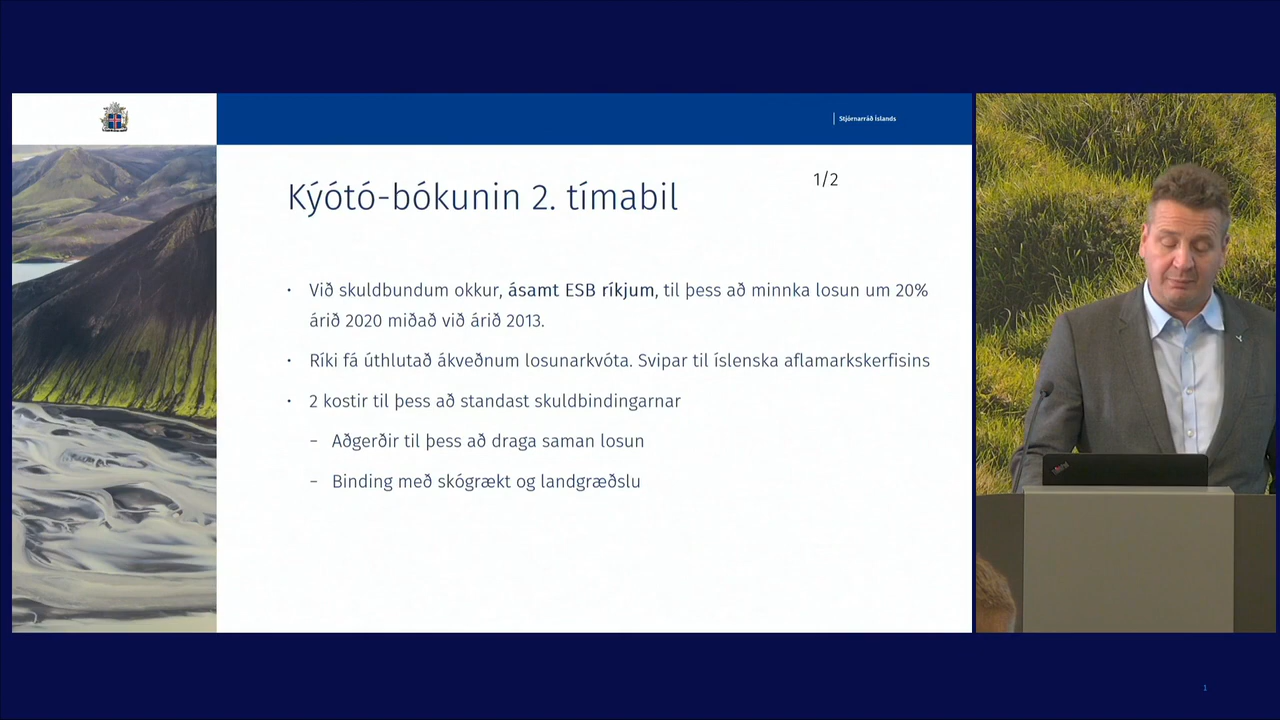 Stjórnarráð Íslands
1/2
Kýótó-bókunin 2. tímabil
• Við skuldbundum okkur, ásamt ESB ríkjum, til þess að minnka losun um 20%
árið 2020 miðað við árið 2013.
• Ríki fá úthlutað ákveðnum losunarkvóta. Svipar til íslenska aflamarkskerfisins
• 2 kostir til þess að standast skuldbindingarnar
– Aðgerðir til þess að draga saman losun
– Binding með skógrækt og landgræðslu
1